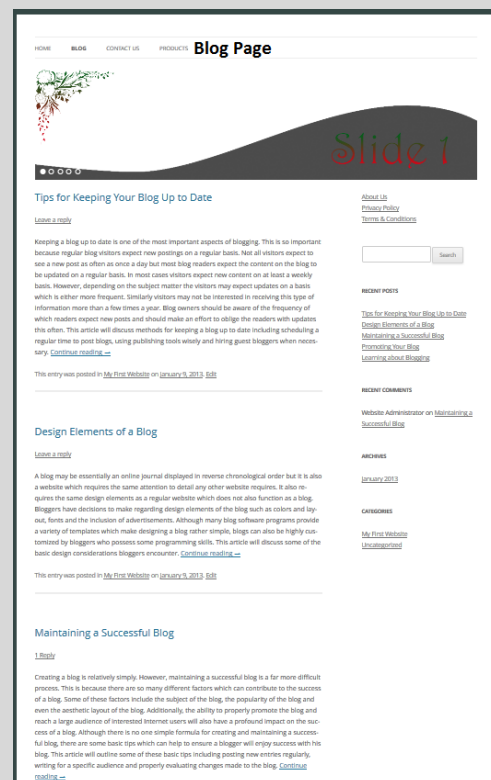 HOME BLOG CONTACT US PRODUCTS Blog Page
Slide 1
Tips for Keeping Your Blog Up to Date
Leave a reply
Keeping a blog up to date is one of the most important aspects of blogging. This is so important
because regular blog visitors expect new postings on a regular basis. Not all visitors expect to
see a new post as often as once a day but most blog readers expect the content on the blog to
be updated on a regular basis. In most cases visitors expect new content on at least a weekly
basis. However, depending on the subject matter the visitors may expect updates on a basis
which is either more frequent. Similarly visitors may not be interested in receiving this type of
information more than a few times a year. Blog owners should be aware of the frequency of
which readers expect new posts and should make an effort to oblige the readers with updates
this often. This article will discuss methods for keeping a blog up to date including scheduling a
regular time to post blogs, using publishing tools wisely and hiring guest bloggers when neces-
sary. Continue reading →
This entry was posted in My First Website on January 9, 2013. Edit
Design Elements of a Blog
Leave a reply
A blog may be essentially an online journal displayed in reverse chronological order but it is also
a website which requires the same attention to detail any other website requires. It also re-
quires the same design elements as a regular website which does not also function as a blog.
Bloggers have decisions to make regarding design elements of the blog such as colors and lay-
out, fonts and the inclusion of advertisements. Although many blog software programs provide
a variety of templates which make designing a blog rather simple, blogs can also be highly cus-
tomized by bloggers who possess some programming skills. This article will discuss some of the
basic design considerations bloggers encounter. Continue reading →
This entry was posted in My First Website on January 9, 2013. Edit
Maintaining a Successful Blog
1 Reply
Creating a blog is relatively simply. However, maintaining a successful blog is a far more difficult
process. This is because there are so many different factors which can contribute to the success
of a blog. Some of these factors include the subject of the blog, the popularity of the blog and
even the aesthetic layout of the blog. Additionally, the ability to properly promote the blog and
reach a large audience of interested Internet users will also have a profound impact on the suc-
cess of a blog. Although there is no one simple formula for creating and maintaining a success-
ful blog, there are some basic tips which can help to ensure a blogger will enjoy success with his
blog. This article will outline some of these basic tips including posting new entries regularly,
writing for a specific audience and properly evaluating changes made to the blog. Continue
reading →
About Us
Privacy Policy
Terms & Conditions
Search
RECENT POSTS
Tips for Keeping Your Blog Up to Date
Design Elements of a Blog
Maintaining a Successful Blog
Promoting Your Blog
Learning about Blogging
RECENT COMMENTS
Website Administrator on Maintaining a
Successful Blog
ARCHIVES
January 2013
CATEGORIES
My First Website
Uncategorized